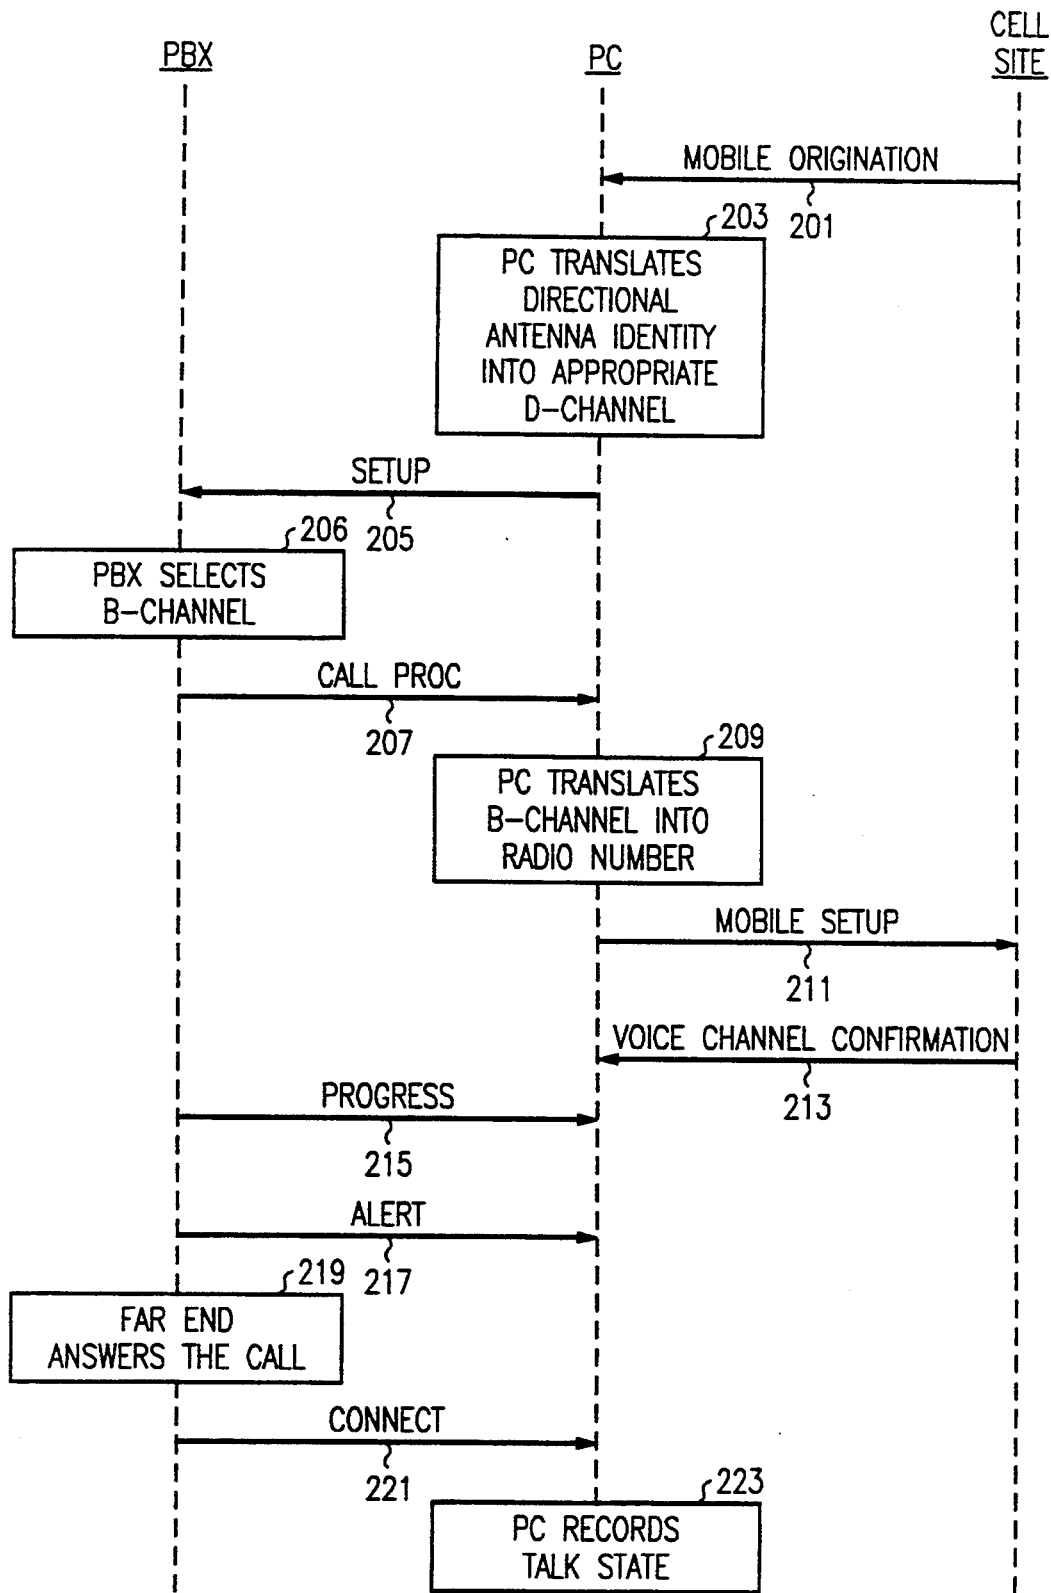 PBX
PC
CELL
SITE
MOBILE ORIGINATION
201
203
PC TRANSLATES
DIRECTIONAL
ANTENNA IDENTITY
INTO APPROPRIATE
D-CHANNEL
SETUP
205
206
PBX SELECTS
B-CHANNEL
CALL PROC
207
209
PC TRANSLATES
B-CHANNEL INTO
RADIO NUMBER
MOBILE SETUP
211
VOICE CHANNEL CONFIRMATION
213
PROGRESS
215
ALERT
217
219
FAR END
ANSWERS THE CALL
CONNECT
221
223
PC RECORDS
TALK STATE